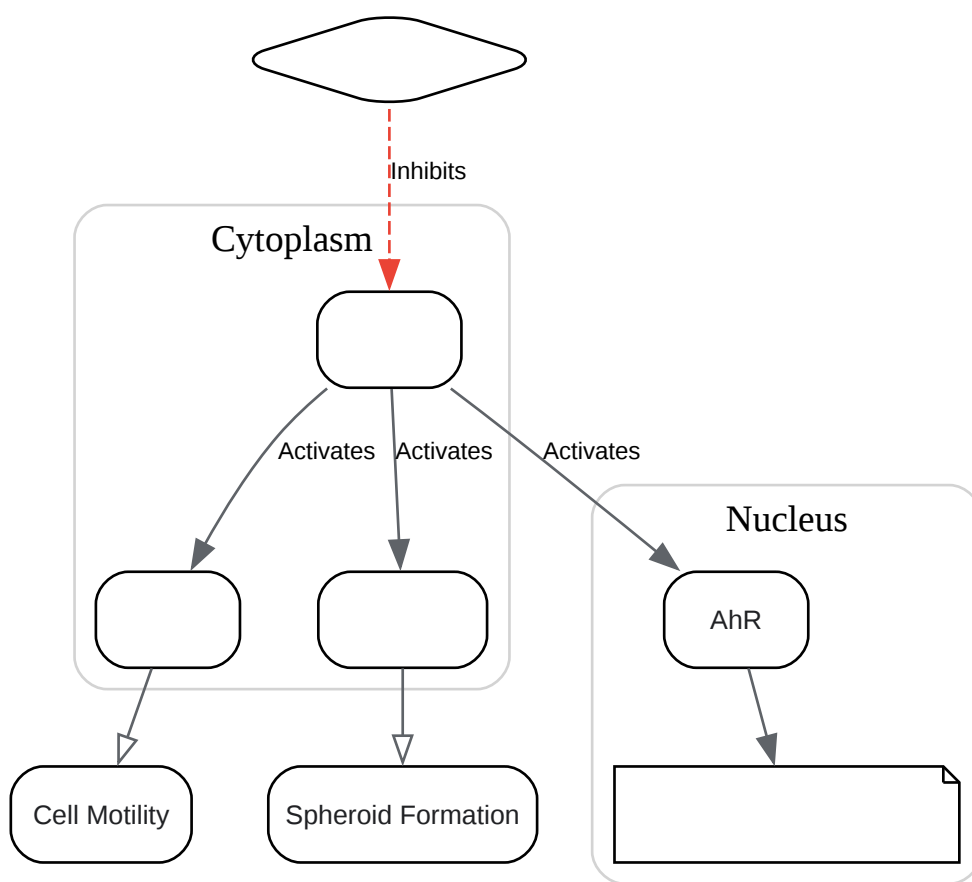 Inhibits
Cytoplasm
Activates
Activates
Activates
Nucleus
AhR
Cell Motility
Spheroid Formation